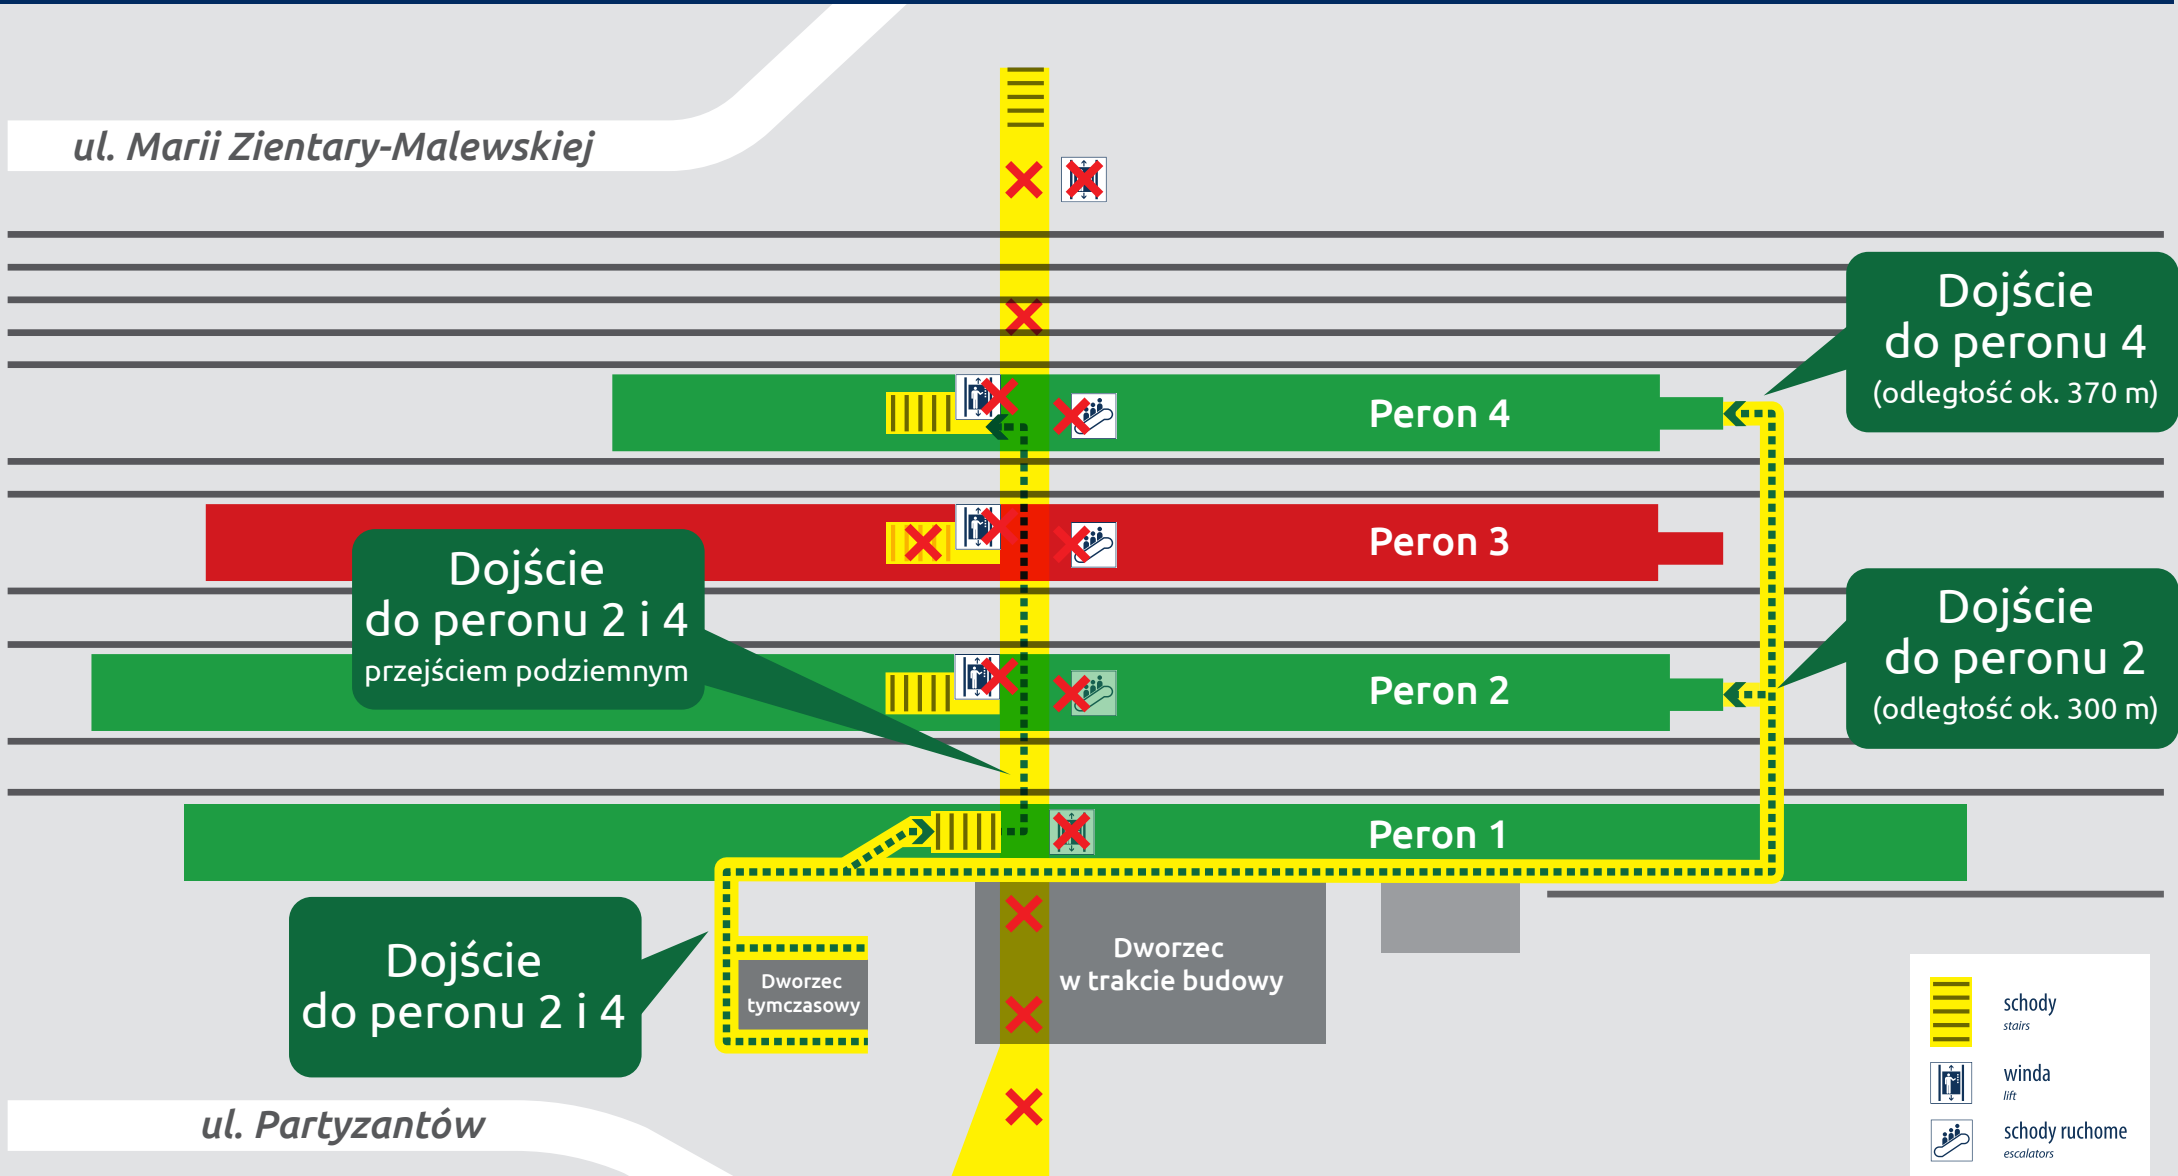 ul. Marii Zientary-Malewskiej
Dojście
do peronu 4
(odległość ok. 370 m)
Peron 4
Peron 3
Dojście
do peronu 2 i 4
przejściem podziemnym
Dojście
do peronu 2
(odległość ok. 300 m)
Peron 2
Peron 1
Dojście
do peronu 2 i 4
Dworzec
tymczasowy
Dworzec
w trakcie budowy
ul. Partyzantów
schody
stairs
winda
lift
schody ruchome
escalators